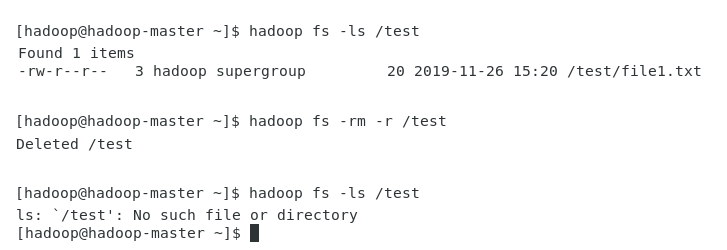 [hadoop@hadoop-master ~]$ hadoop fs -ls /test
Found 1 items
-rw-r--r--   3 hadoop supergroup         20 2019-11-26 15:20 /test/file1.txt
[hadoop@hadoop-master ~]$ hadoop fs -rm -r /test
Deleted /test
[hadoop@hadoop-master ~]$ hadoop fs -ls /test
ls: `/test': No such file or directory
[hadoop@hadoop-master ~]$